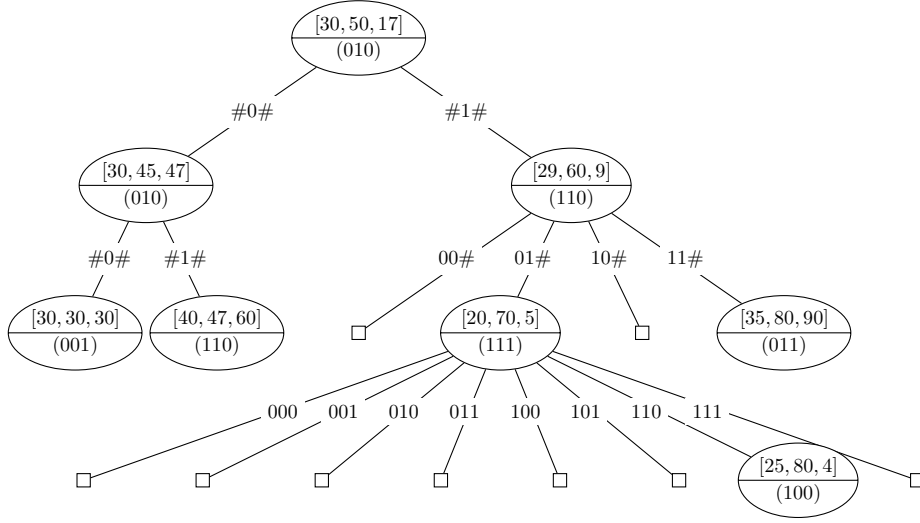 [30, 50, 17]
(010)
#0# #1#
[30, 45, 47] [29, 60, 9]
(010) (110)
#0# #1# 00# 01# 10# 11#
[30, 30, 30] [40, 47, 60] [20, 70, 5] [35, 80, 90]
(001) (110) (111) (011)
000 001 010 011 100 101 110 111
[25, 80, 4]
(100)